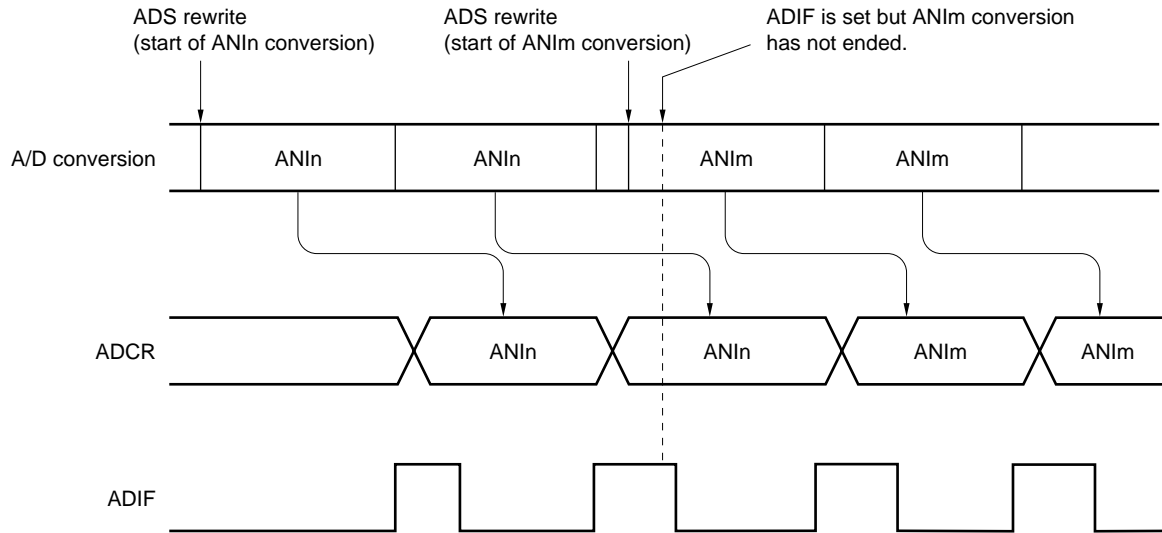 ADS rewrite
(start of ANIn conversion)
ADS rewrite
(start of ANIm conversion)
ADIF is set but ANIm conversion
has not ended.
A/D conversion
ANIn
ANIn
ANIm
ANIm
ADCR
ANIn
ANIn
ANIm
ANIm
ADIF